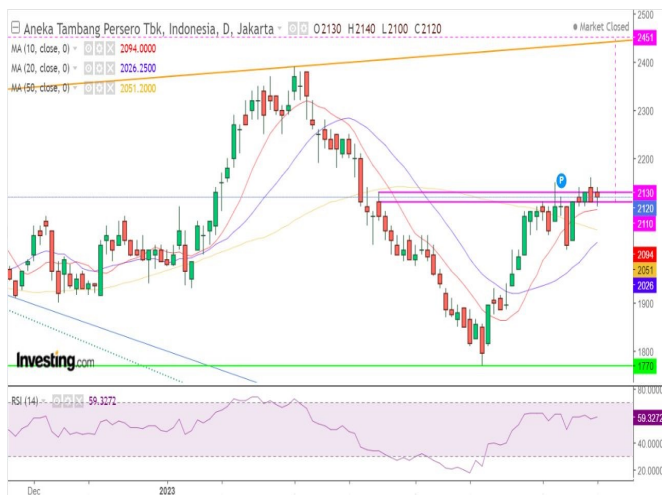 Aneka Tambang Persero Tbk, Indonesia, D, Jakarta O2130 H2140 L2100 C2120
Market Closed
MA (10, close, 0) 2094.0000
MA (20, close, 0) 2026.2500
MA (50, close, 0) 2051.2000
2500
2451
2400
2300
2200
P
2130
2120
2110
2094
2051
2026
1900
1800
1770
Investing.com
RSI (14) 59.3272
80.0000
59.3272
40.0000
20.0000
Dec 2023